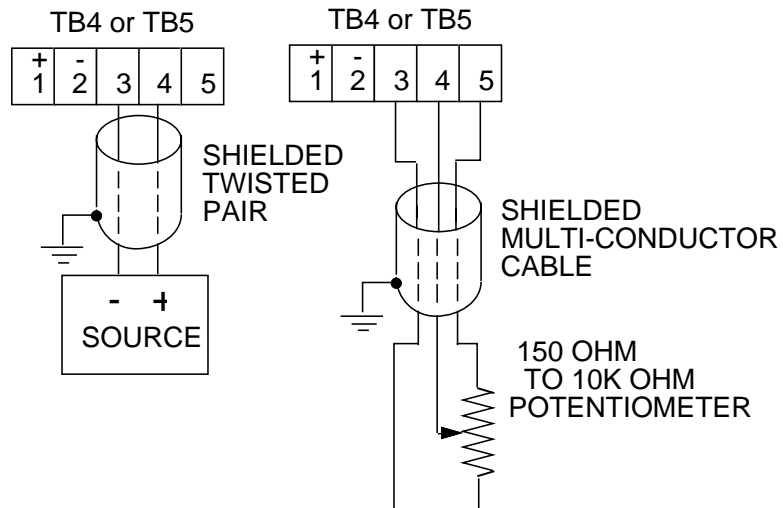 TB4 or TB5
+ -
1 2 3 4 5
SHIELDED
TWISTED
PAIR
- +
SOURCE
TB4 or TB5
+ -
1 2 3 4 5
SHIELDED
MULTI-CONDUCTOR
CABLE
150 OHM
TO 10K OHM
POTENTIOMETER